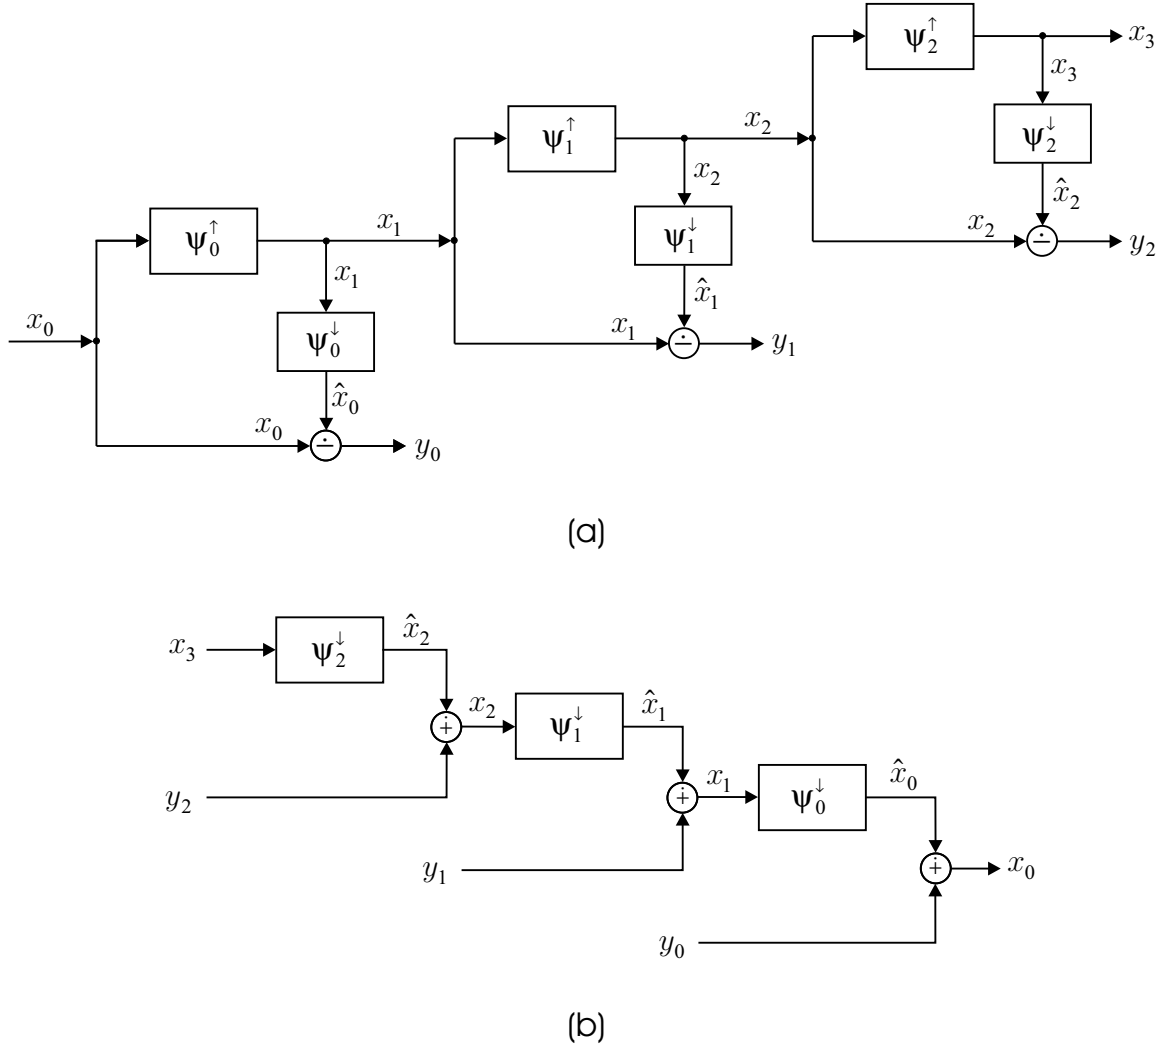 ψ₂↑ x₃
x₃
x₂ ψ₂↓
ψ₁↑
x₂ x̂₂
x₁ x₂ y₂
ψ₀↑ ψ₁↓
x₁ x̂₁
x₀ x₁ y₁
ψ₀↓
x̂₀
x₀ y₀
(a)
x₃ ψ₂↓ x̂₂
x₂ ψ₁↓ x̂₁
y₂ x₁ ψ₀↓ x̂₀
y₁ x₀
y₀
(b)